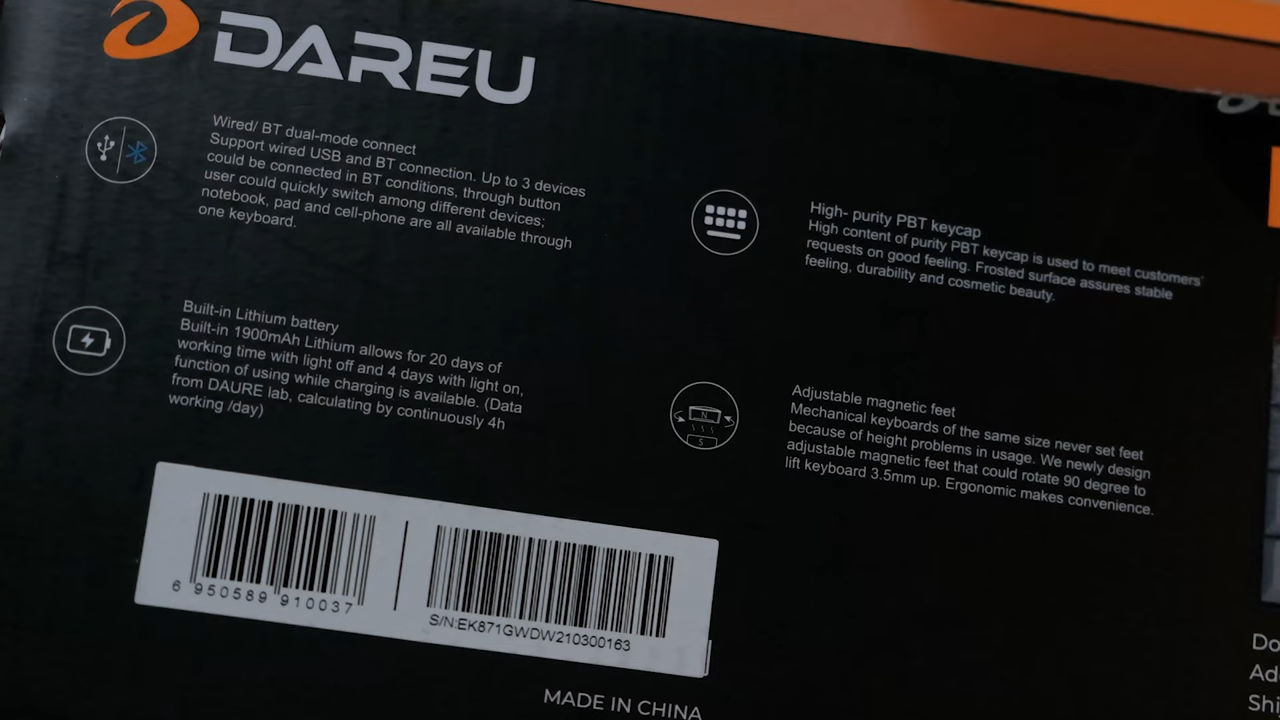 DAREU
Wired/ BT dual-mode connect
Support wired USB and BT connection. Up to 3 devices
could be connected in BT conditions, through button
user could quickly switch among different devices;
notebook, pad and cell-phone are all available through
one keyboard.
High- purity PBT keycap
High content of purity PBT keycap is used to meet customers'
requests on good feeling. Frosted surface assures stable
feeling, durability and cosmetic beauty.
Built-in Lithium battery
Built-in 1900mAh Lithium allows for 20 days of
working time with light off and 4 days with light on,
function of using while charging is available. (Data
from DAURE lab, calculating by continuously 4h
working /day)
N
S
Adjustable magnetic feet
Mechanical keyboards of the same size never set feet
because of height problems in usage. We newly design
adjustable magnetic feet that could rotate 90 degree to
lift keyboard 3.5mm up. Ergonomic makes convenience.
6 950589 910037
S/N:EK871GWDW210300163
MADE IN CHINA
Do
Ad
Shi